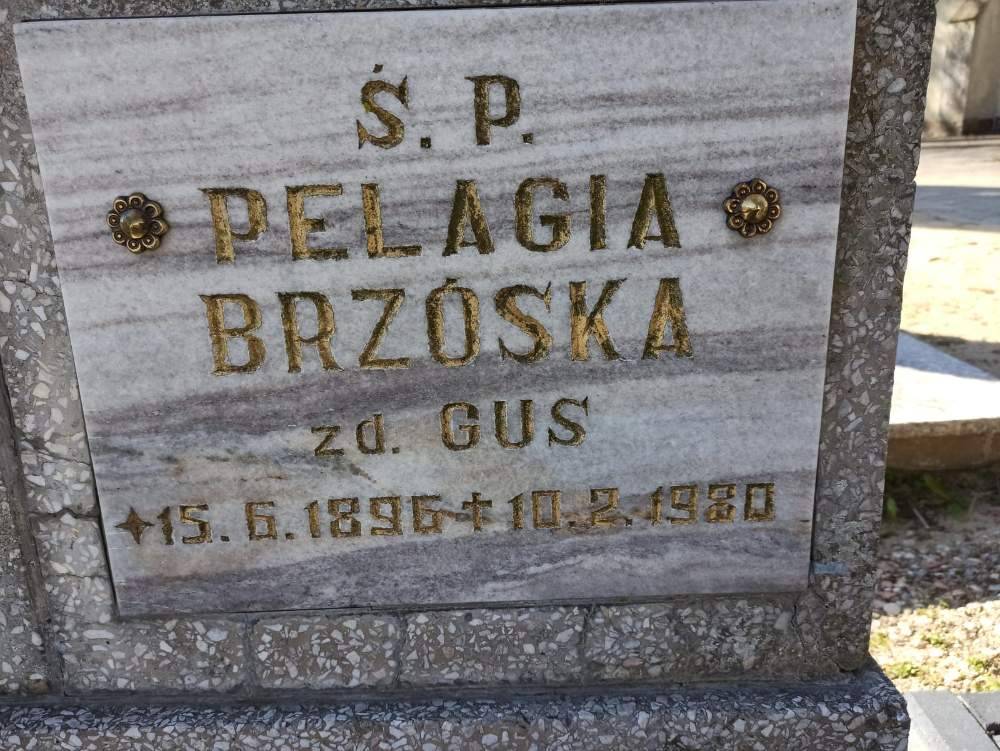 Ś. P.
PELAGIA
BRZÓSKA
zd. GUS
15.6.1896 ✝ 10.2.1980